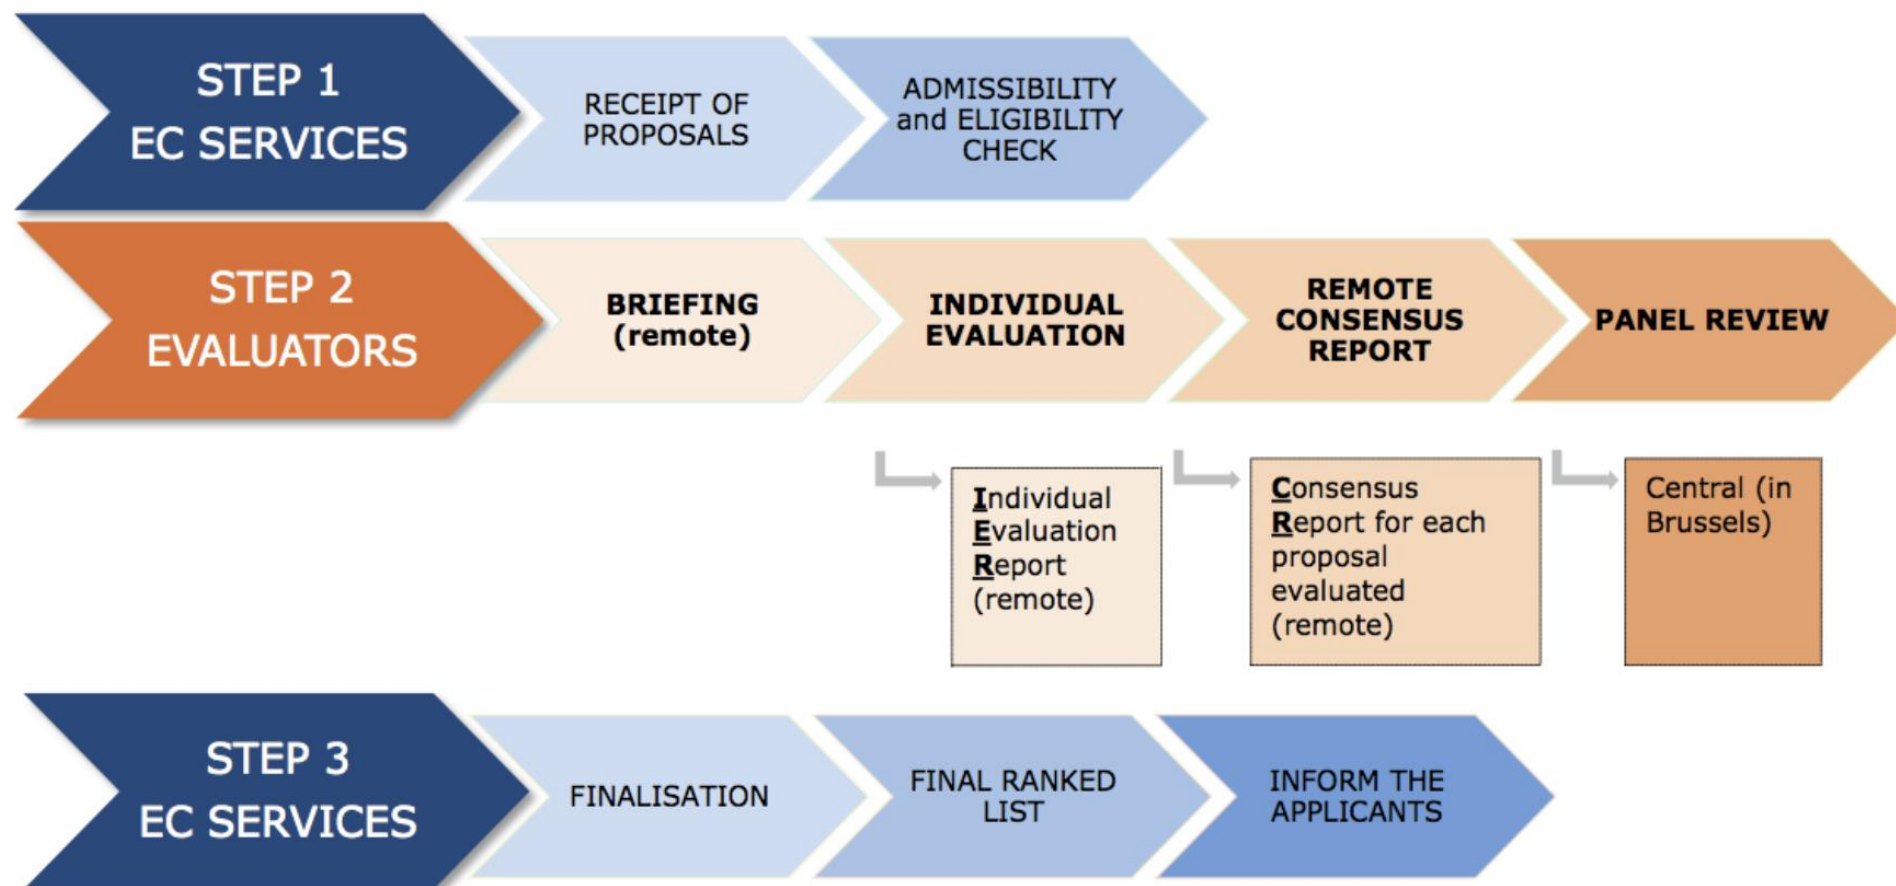 STEP 1
EC SERVICES
RECEIPT OF
PROPOSALS
ADMISSIBILITY
and ELIGIBILITY
CHECK
STEP 2
EVALUATORS
BRIEFING
(remote)
INDIVIDUAL
EVALUATION
REMOTE
CONSENSUS
REPORT
PANEL REVIEW
Individual
Evaluation
Report
(remote)
Consensus
Report for each
proposal
evaluated
(remote)
Central (in
Brussels)
STEP 3
EC SERVICES
FINALISATION
FINAL RANKED
LIST
INFORM THE
APPLICANTS